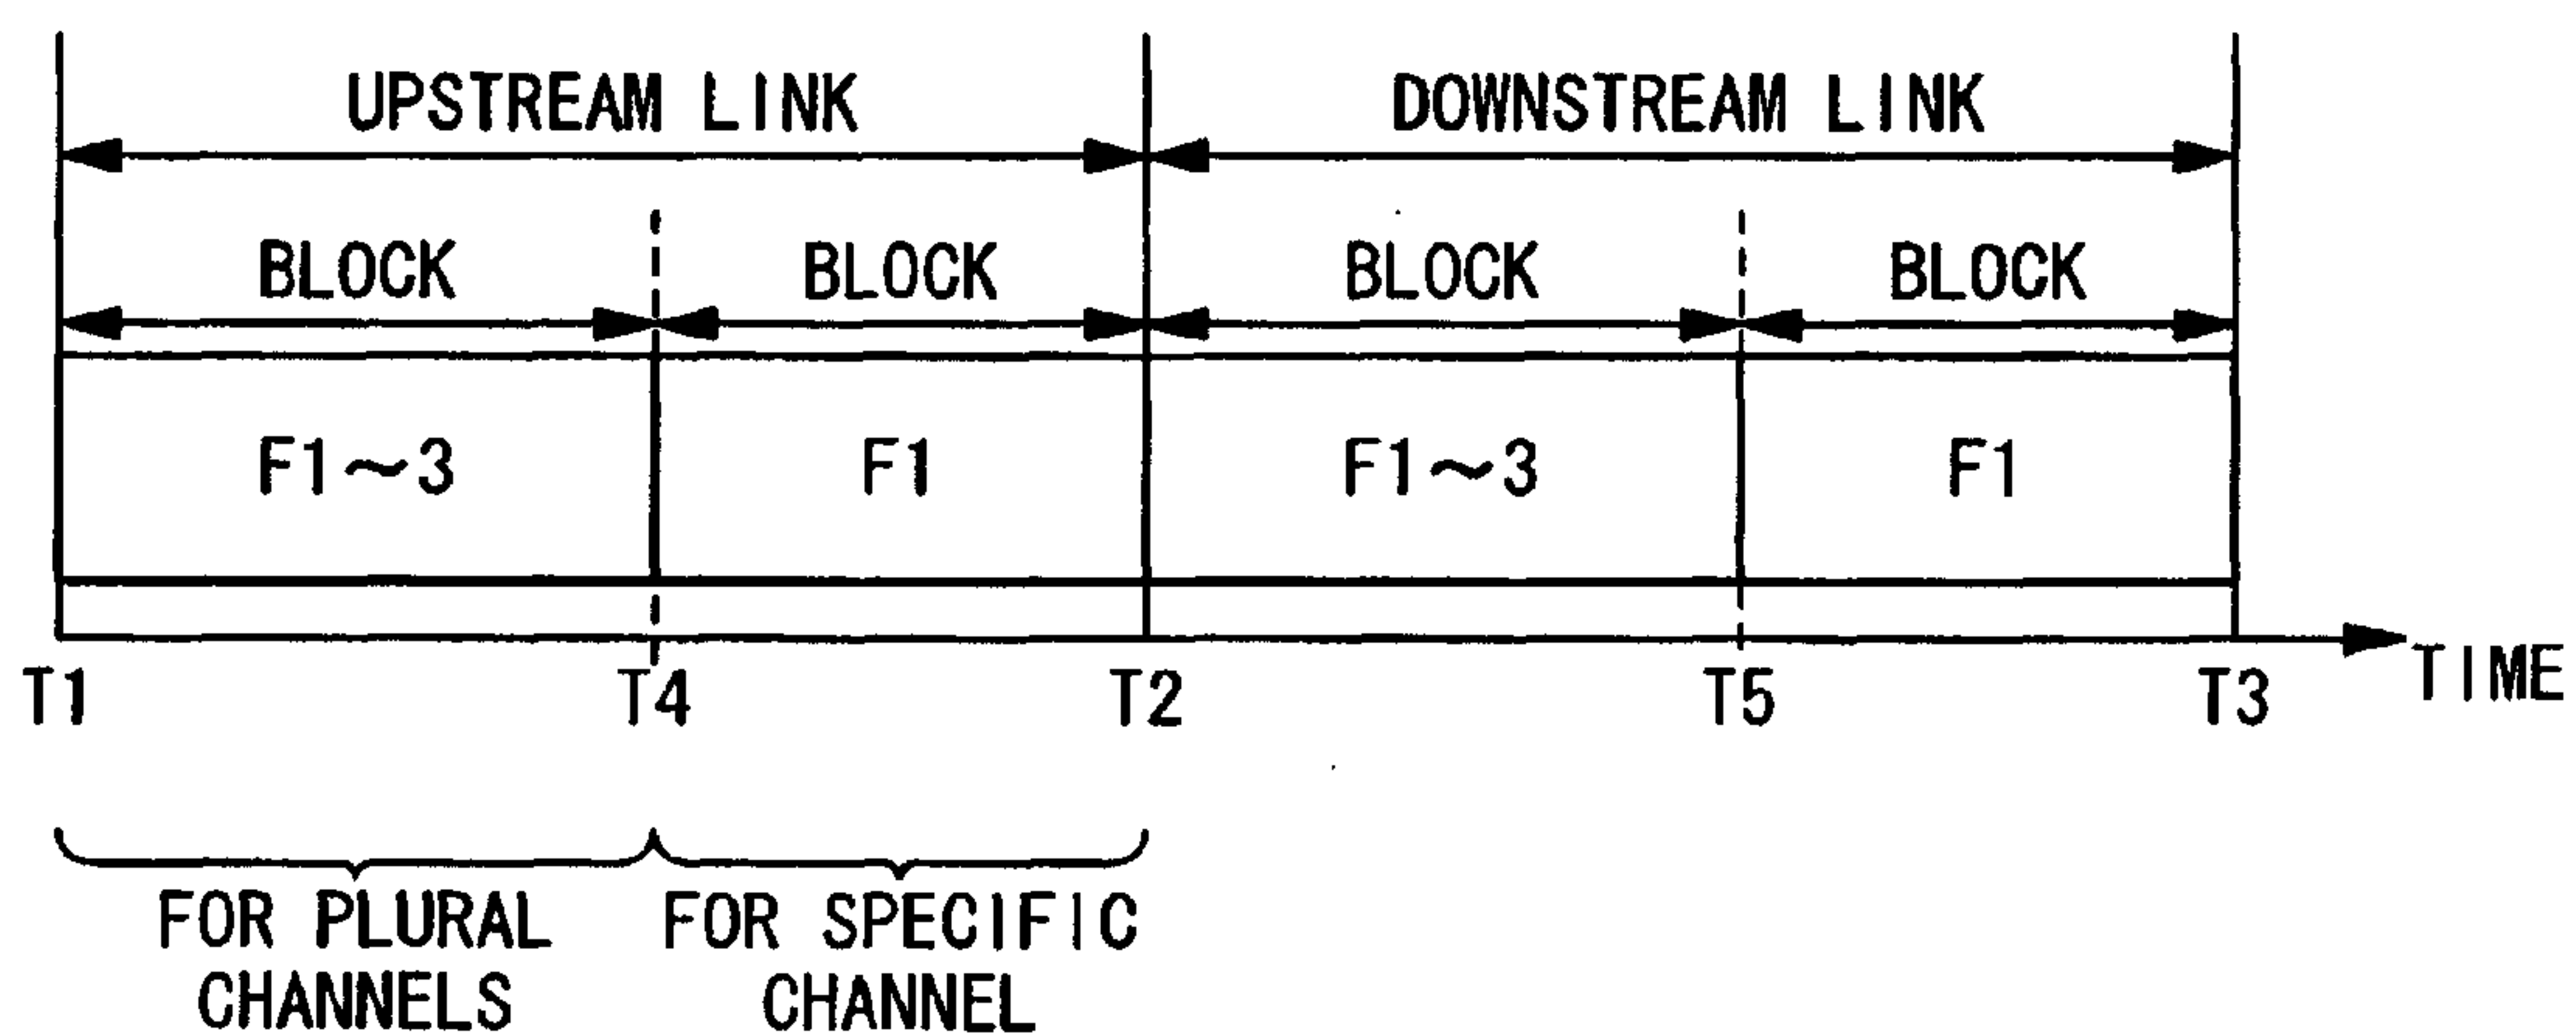 UPSTREAM LINK
DOWNSTREAM LINK
BLOCK
BLOCK
BLOCK
BLOCK
F1～3
F1
F1～3
F1
T1
T4
T2
T5
T3
TIME
FOR PLURAL
CHANNELS
FOR SPECIFIC
CHANNEL